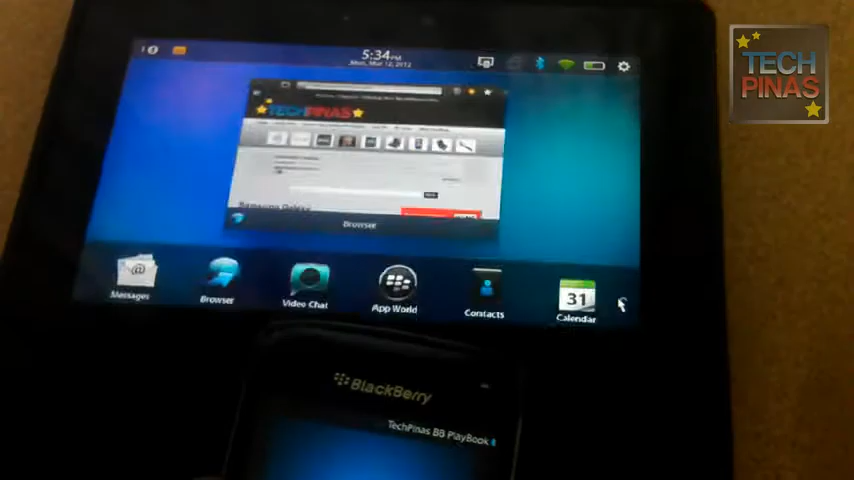 5:34PM
Mon, Mar 12, 2012
TECH
PINAS
TECHPINAS
Browser
Messages
Browser
Video Chat
App World
Contacts
31
Calendar
BlackBerry
TechPinas BB PlayBook